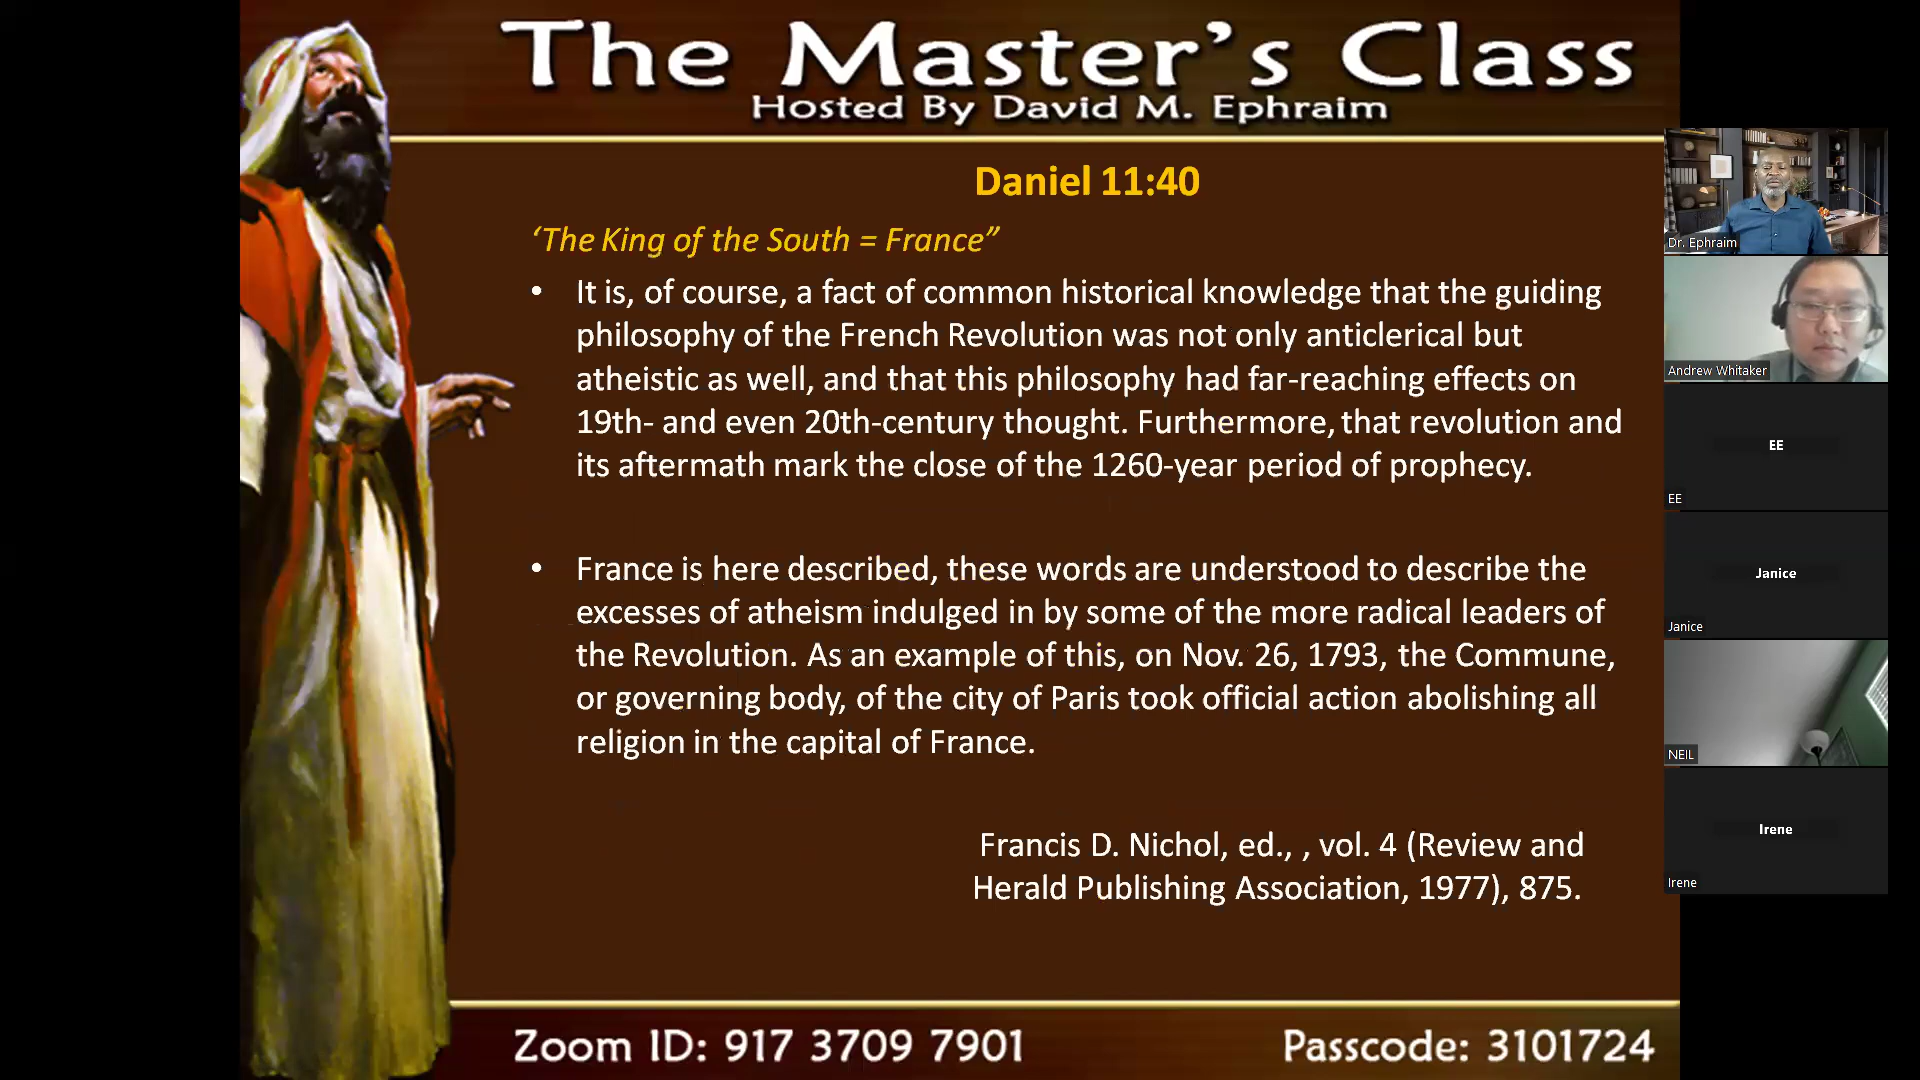 The Master's Class
Hosted By David M. Ephraim
Daniel 11:40
‘The King of the South = France”
• It is, of course, a fact of common historical knowledge that the guiding
philosophy of the French Revolution was not only anticlerical but
atheistic as well, and that this philosophy had far-reaching effects on
19th- and even 20th-century thought. Furthermore, that revolution and
its aftermath mark the close of the 1260-year period of prophecy.
• France is here described, these words are understood to describe the
excesses of atheism indulged in by some of the more radical leaders of
the Revolution. As an example of this, on Nov. 26, 1793, the Commune,
or governing body, of the city of Paris took official action abolishing all
religion in the capital of France.
Francis D. Nichol, ed., , vol. 4 (Review and
Herald Publishing Association, 1977), 875.
Zoom ID: 917 3709 7901
Passcode: 3101724
Dr. Ephraim
Andrew Whitaker
EE
EE
Janice
Janice
NEIL
Irene
Irene